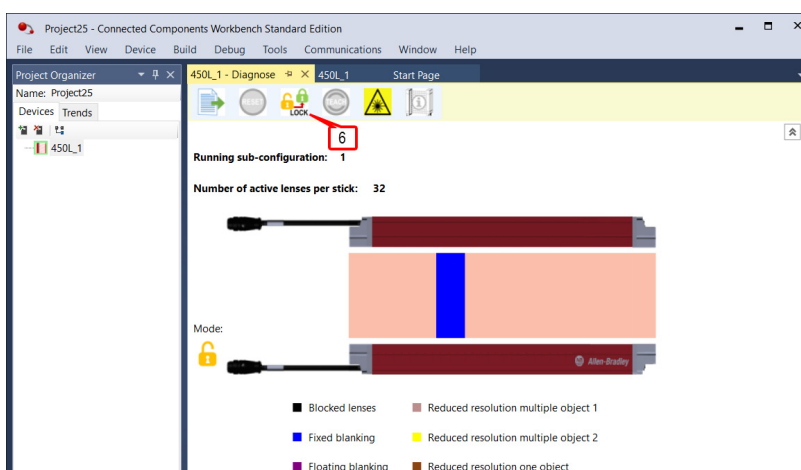 Project25 - Connected Components Workbench Standard Edition
File Edit View Device Build Debug Tools Communications Window Help
Project Organizer
450L_1 - Diagnose 450L_1 Start Page
Name: Project25
Devices Trends
RESET LOCK TEACH
450L_1
6
Running sub-configuration: 1
Number of active lenses per stick: 32
Mode:
Allen-Bradley
Blocked lenses Reduced resolution multiple object 1
Fixed blanking Reduced resolution multiple object 2
Floating blanking Reduced resolution one object